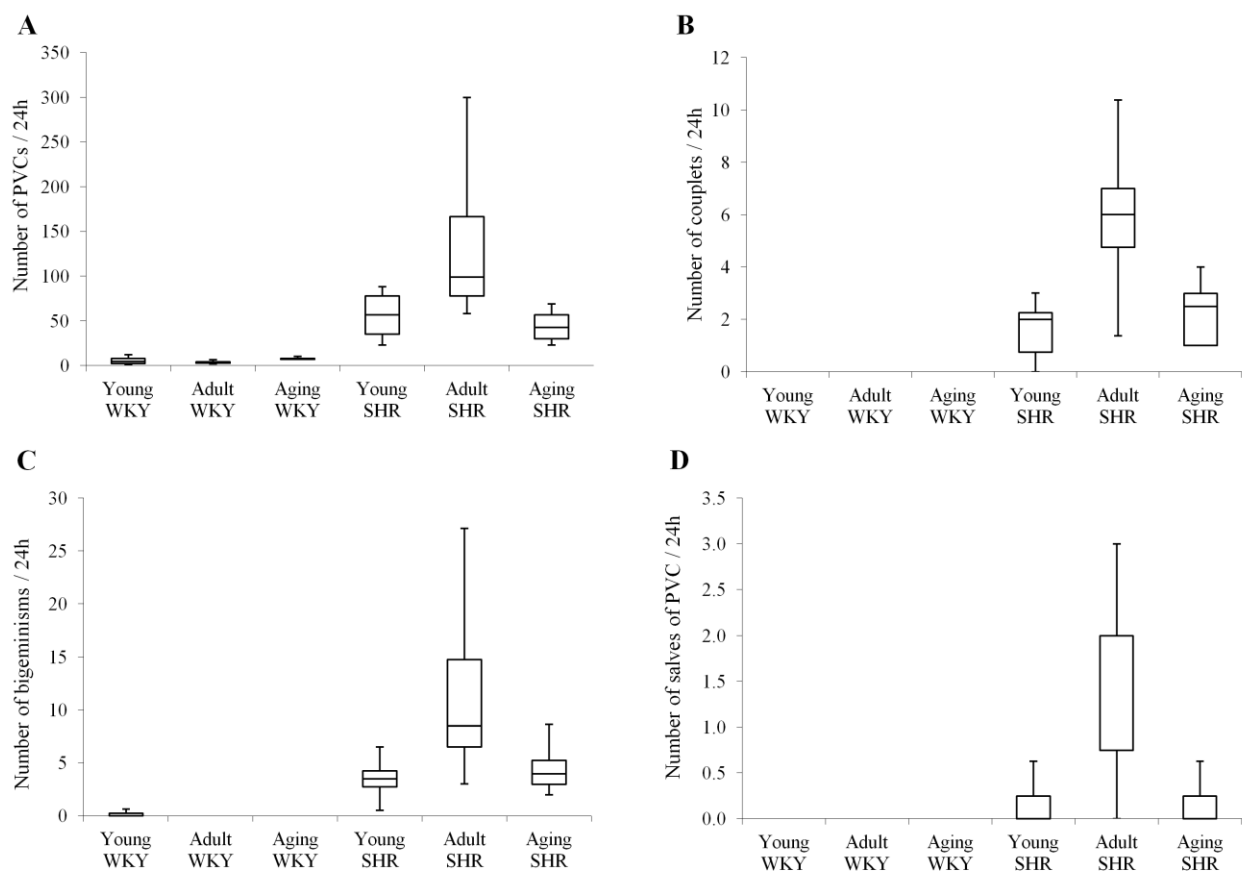 A
Number of PVCs / 24h
350
300
250
200
150
100
50
0
Young WKY
Adult WKY
Aging WKY
Young SHR
Adult SHR
Aging SHR
B
Number of couplets / 24h
12
10
8
6
4
2
0
Young WKY
Adult WKY
Aging WKY
Young SHR
Adult SHR
Aging SHR
C
Number of bigeminisms / 24h
30
25
20
15
10
5
0
Young WKY
Adult WKY
Aging WKY
Young SHR
Adult SHR
Aging SHR
D
Number of salves of PVC / 24h
3.5
3.0
2.5
2.0
1.5
1.0
0.5
0.0
Young WKY
Adult WKY
Aging WKY
Young SHR
Adult SHR
Aging SHR